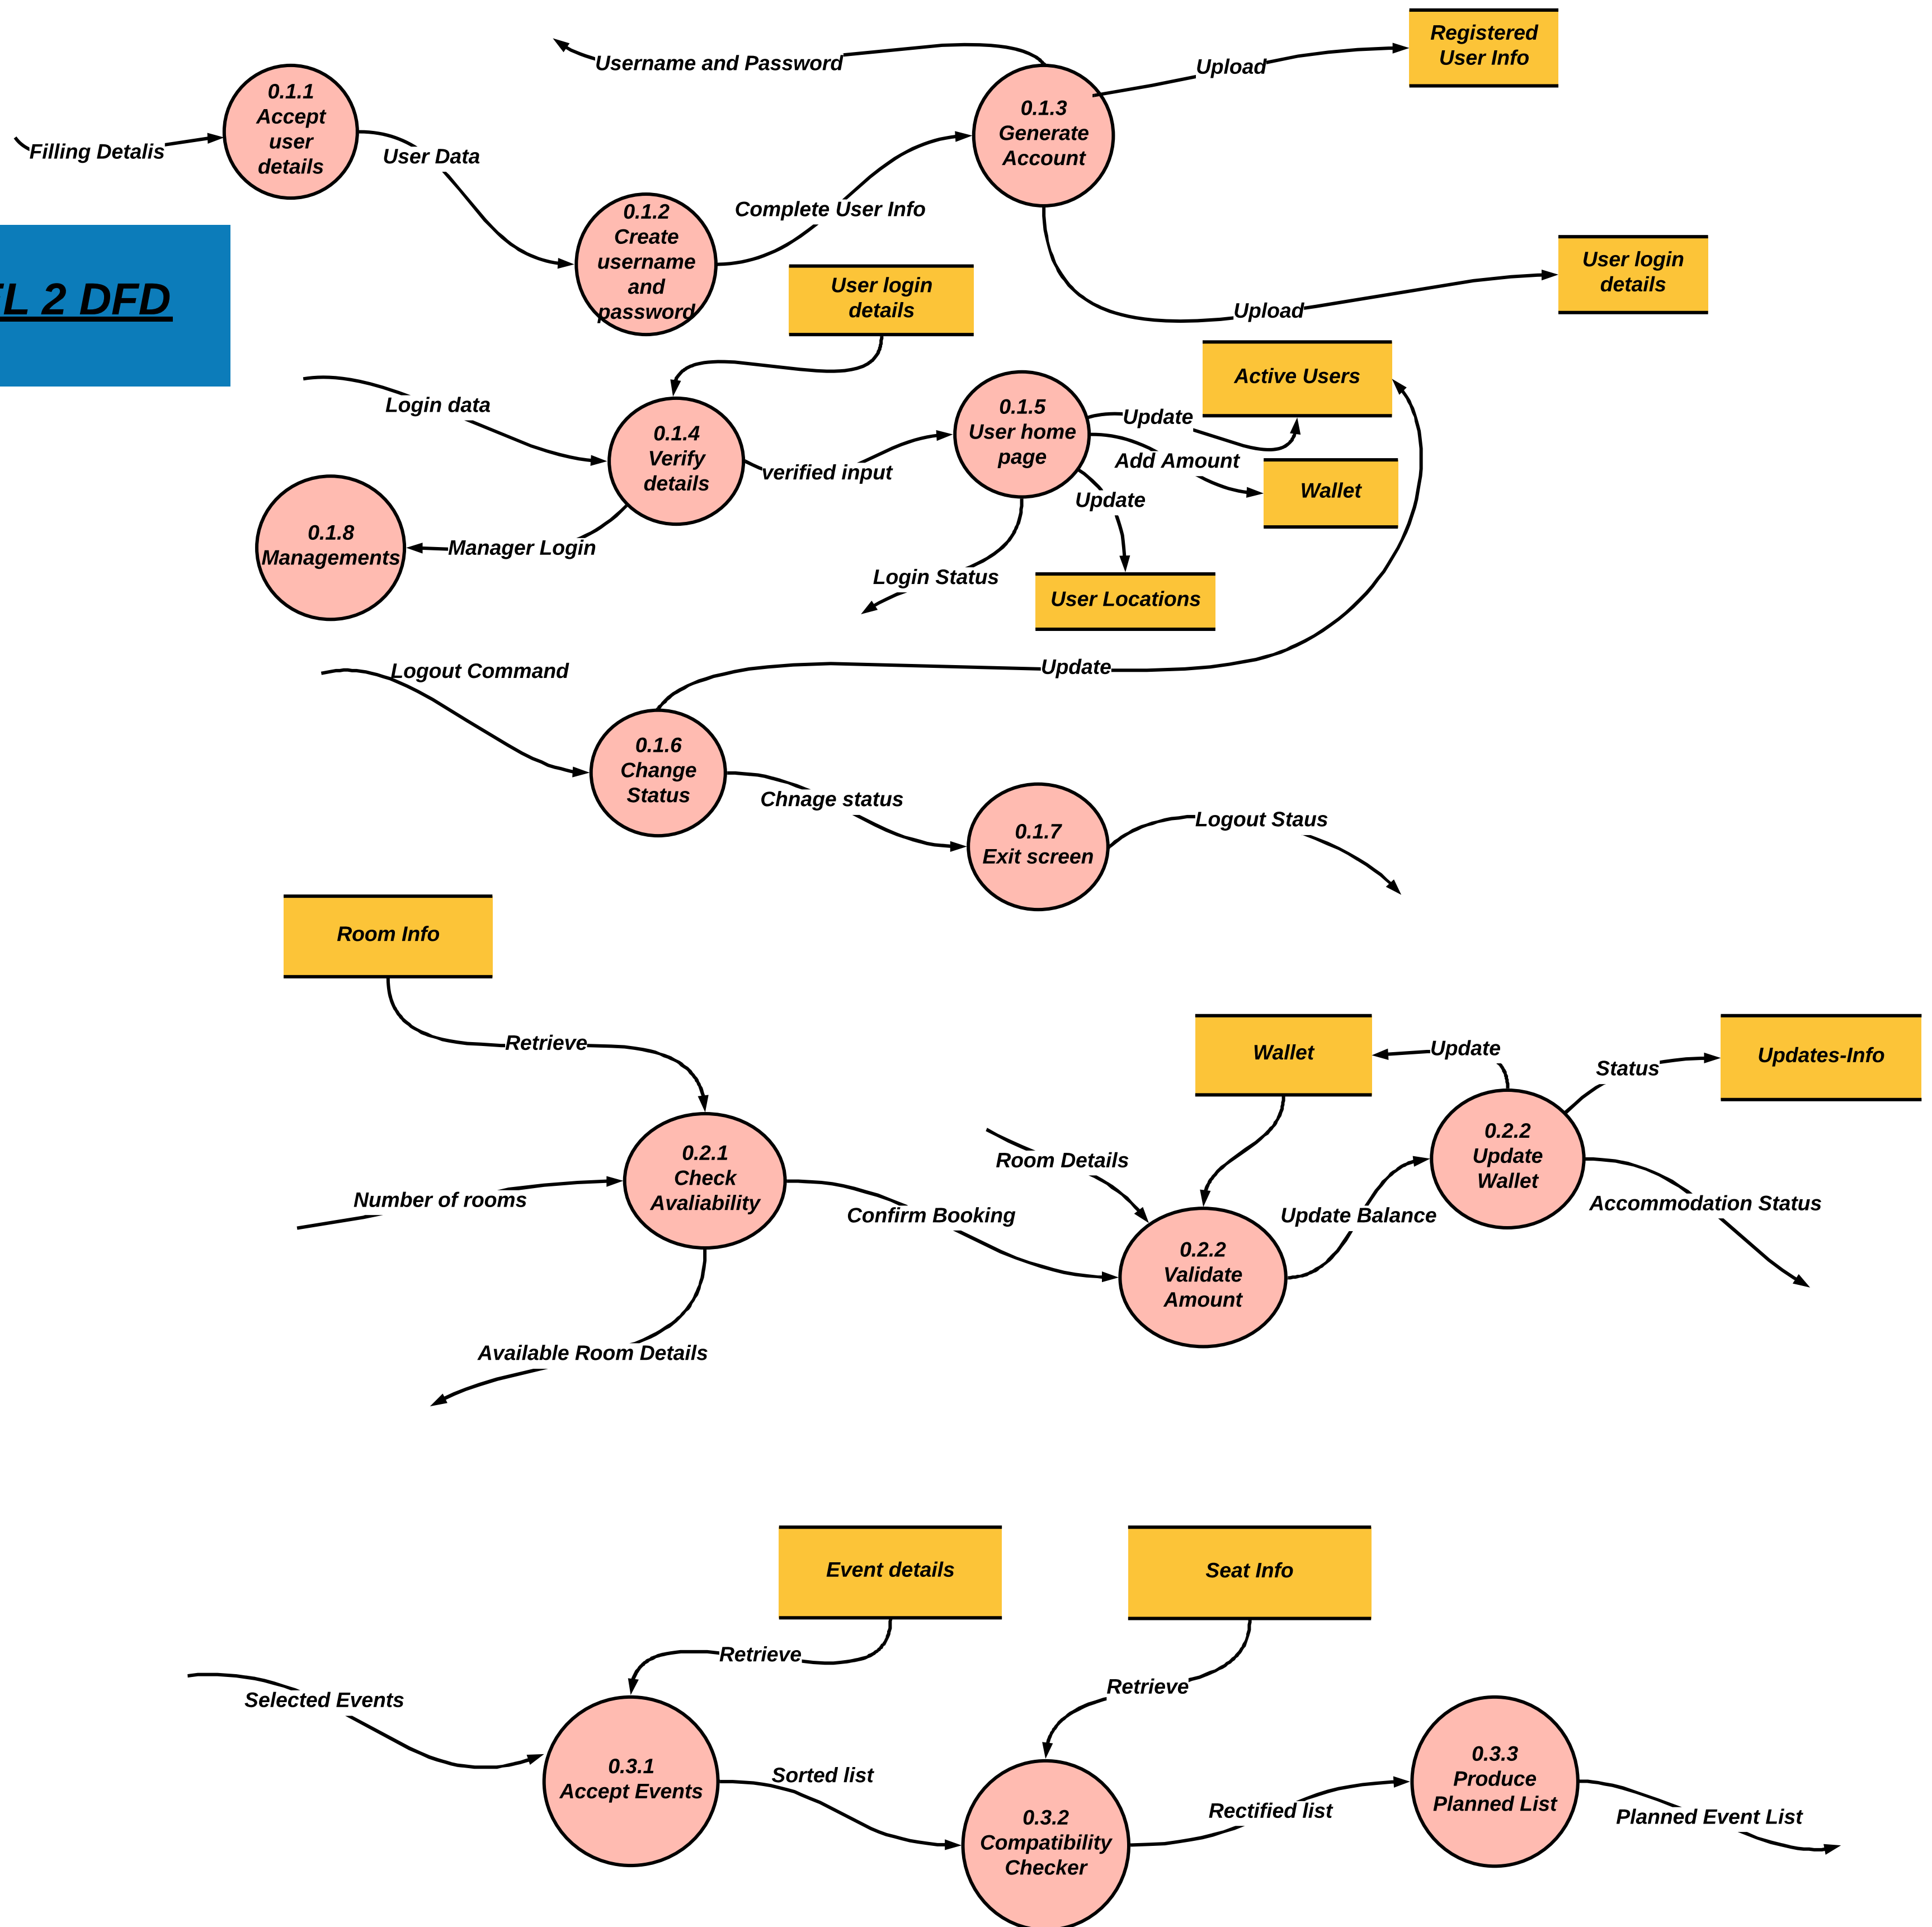 Username and Password
Registered
User Info
Upload
0.1.1
Accept
user
details
0.1.3
Generate
Account
Filling Detalis
User Data
0.1.2
Create
username
and
password
Complete User Info
User login
details
User login
details
Upload
L 2 DFD
Login data
Active Users
0.1.4
Verify
details
0.1.5
User home
page
Update
Add Amount
Wallet
verified input
Update
0.1.8
Managements
Manager Login
Login Status
User Locations
Logout Command
Update
0.1.6
Change
Status
Chnage status
0.1.7
Exit screen
Logout Staus
Room Info
Retrieve
Wallet
Update
Status
Updates-Info
0.2.1
Check
Avaliability
Room Details
0.2.2
Update
Wallet
Number of rooms
Confirm Booking
Update Balance
Accommodation Status
0.2.2
Validate
Amount
Available Room Details
Event details
Seat Info
Retrieve
Retrieve
Selected Events
0.3.1
Accept Events
Sorted list
0.3.2
Compatibility
Checker
Rectified list
0.3.3
Produce
Planned List
Planned Event List